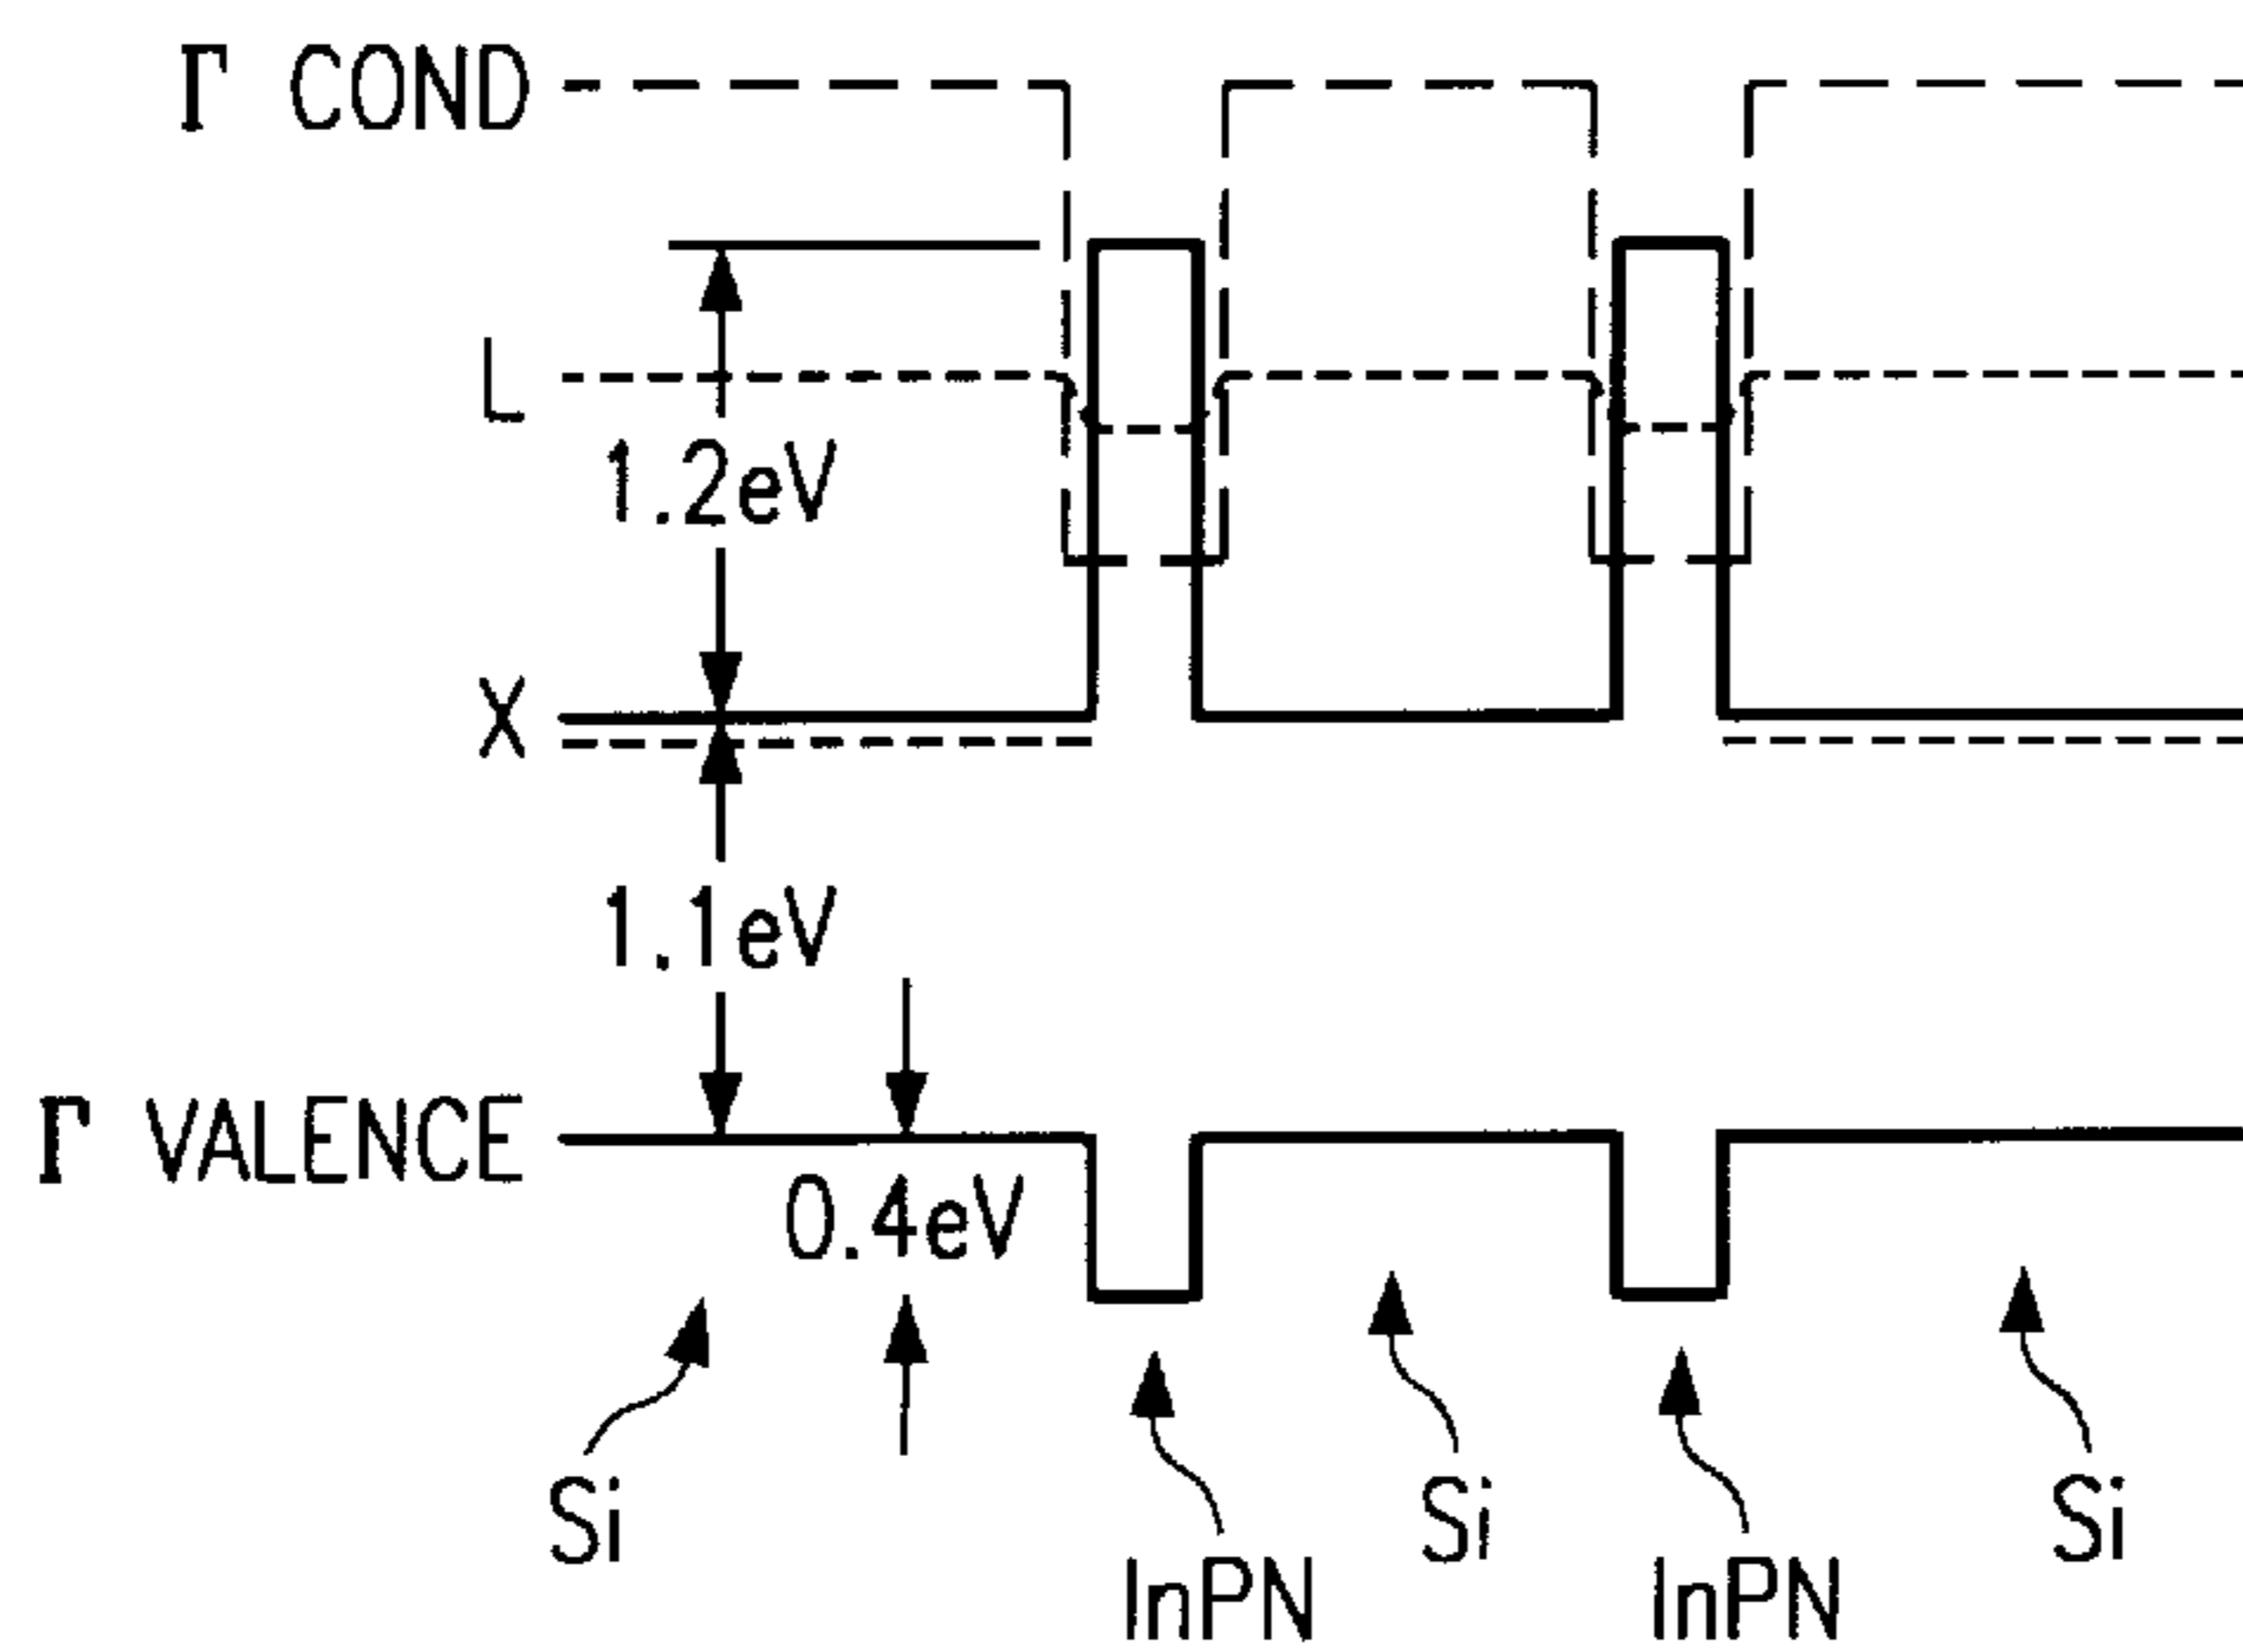 Γ COND
L
1.2eV
X
1.1eV
Γ VALENCE
0.4eV
Si
Si
Si
InPN
InPN